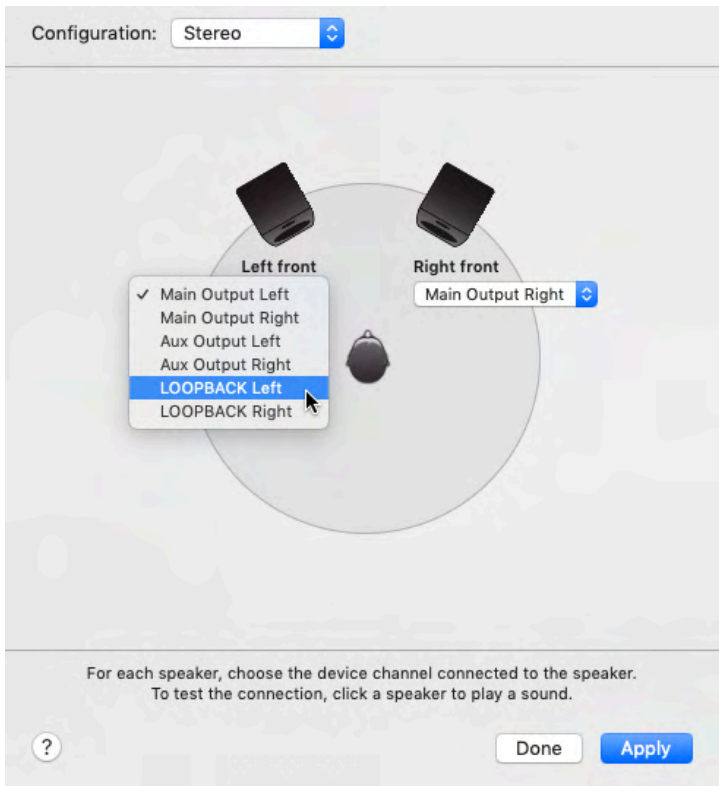 Configuration: Stereo
Left front
Right front
✓ Main Output Left
Main Output Right
Aux Output Left
Aux Output Right
LOOPBACK Left
LOOPBACK Right
Main Output Right
For each speaker, choose the device channel connected to the speaker.
To test the connection, click a speaker to play a sound.
?
Done
Apply